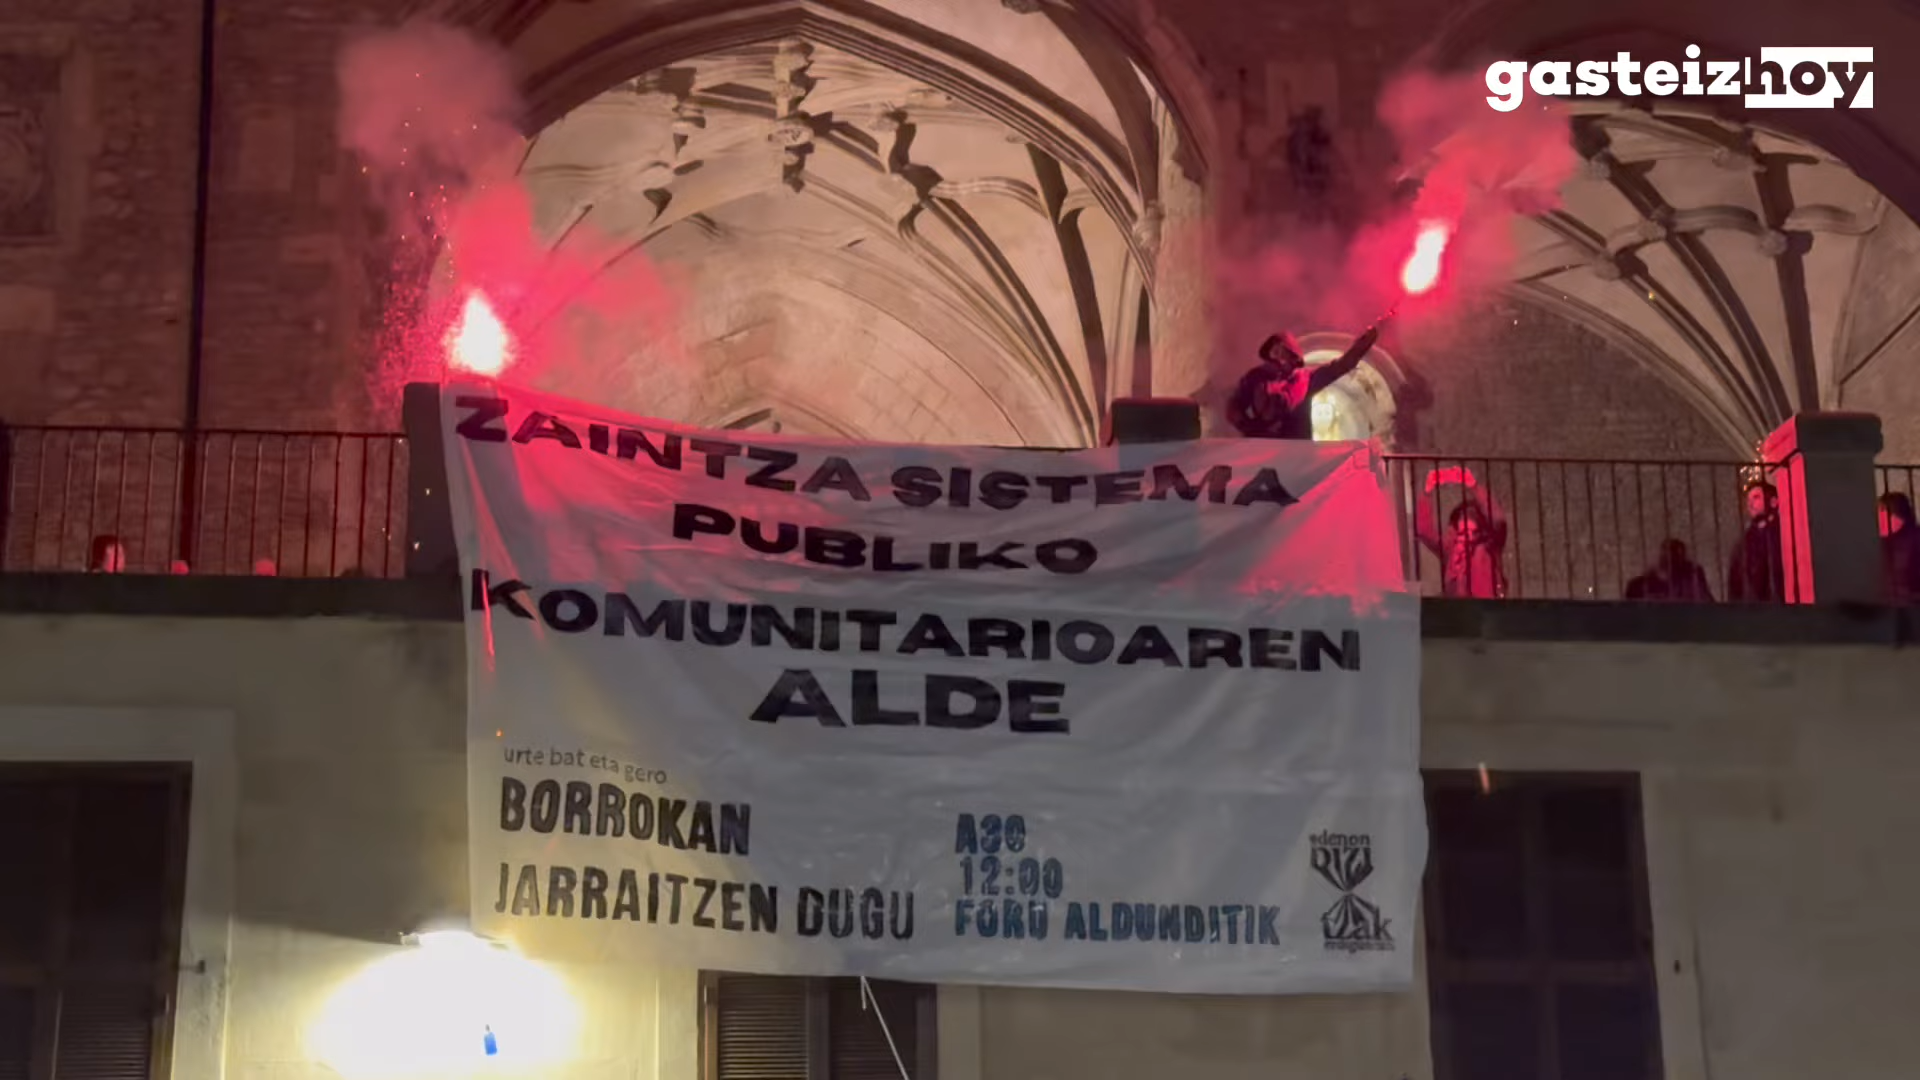 gasteizhoy
ZAINTZA SISTEMA
PUBLIKO
KOMUNITARIOAREN
ALDE
urte bat eta gero
BORROKAN
JARRAITZEN DUGU
A30
12:00
FORU ALDUNDITIK
denon
BIZI